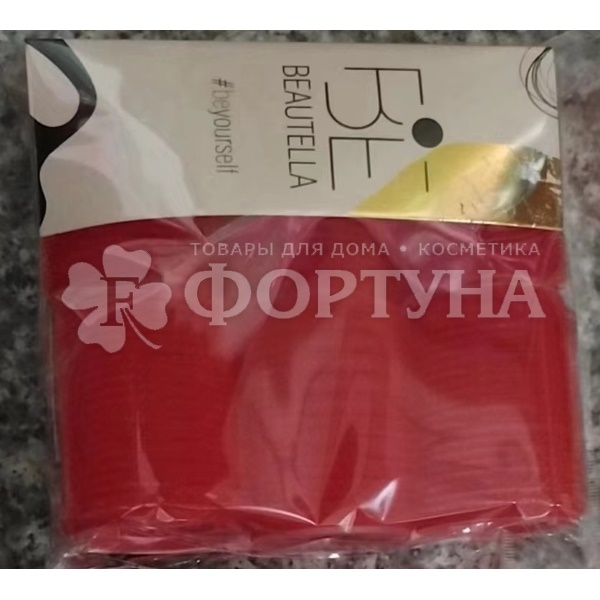 BE
BEAUTELLA
#beyourself
ТОВАРЫ ДЛЯ ДОМА • КОСМЕТИКА
F ФОРТУНА